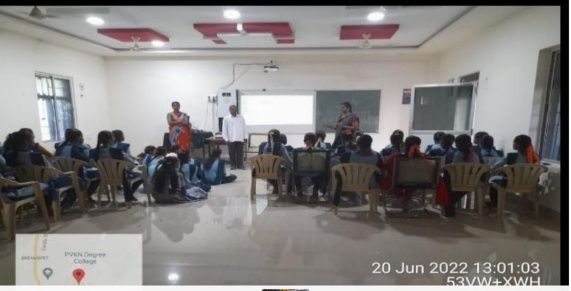 PVKN Degree
College
20 Jun 2022 13:01:03
53VW+XWH